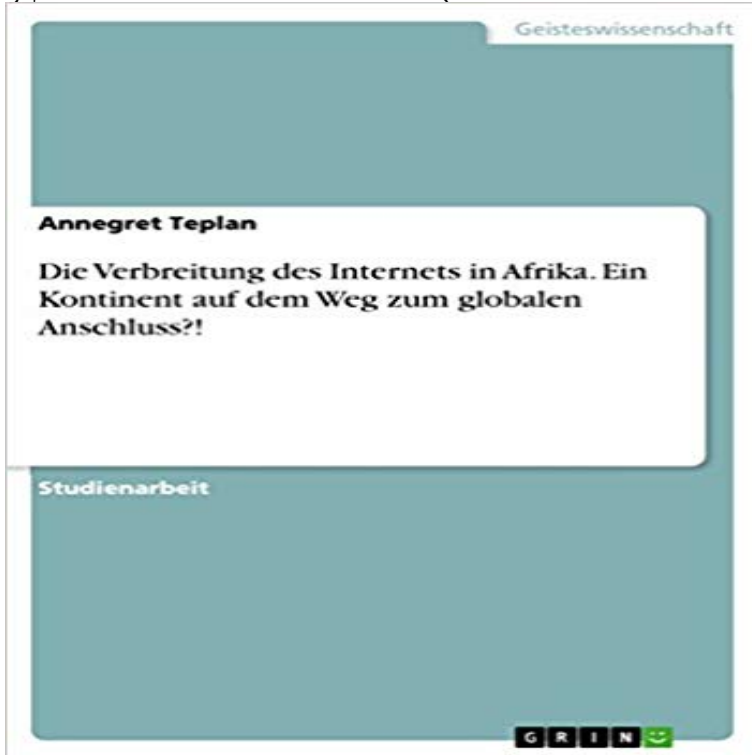 Geisteswissenschaft
Annegret Teplan
Die Verbreitung des Internets in Afrika. Ein
Kontinent auf dem Weg zum globalen
Anschluss?!
Studienarbeit
GRIN